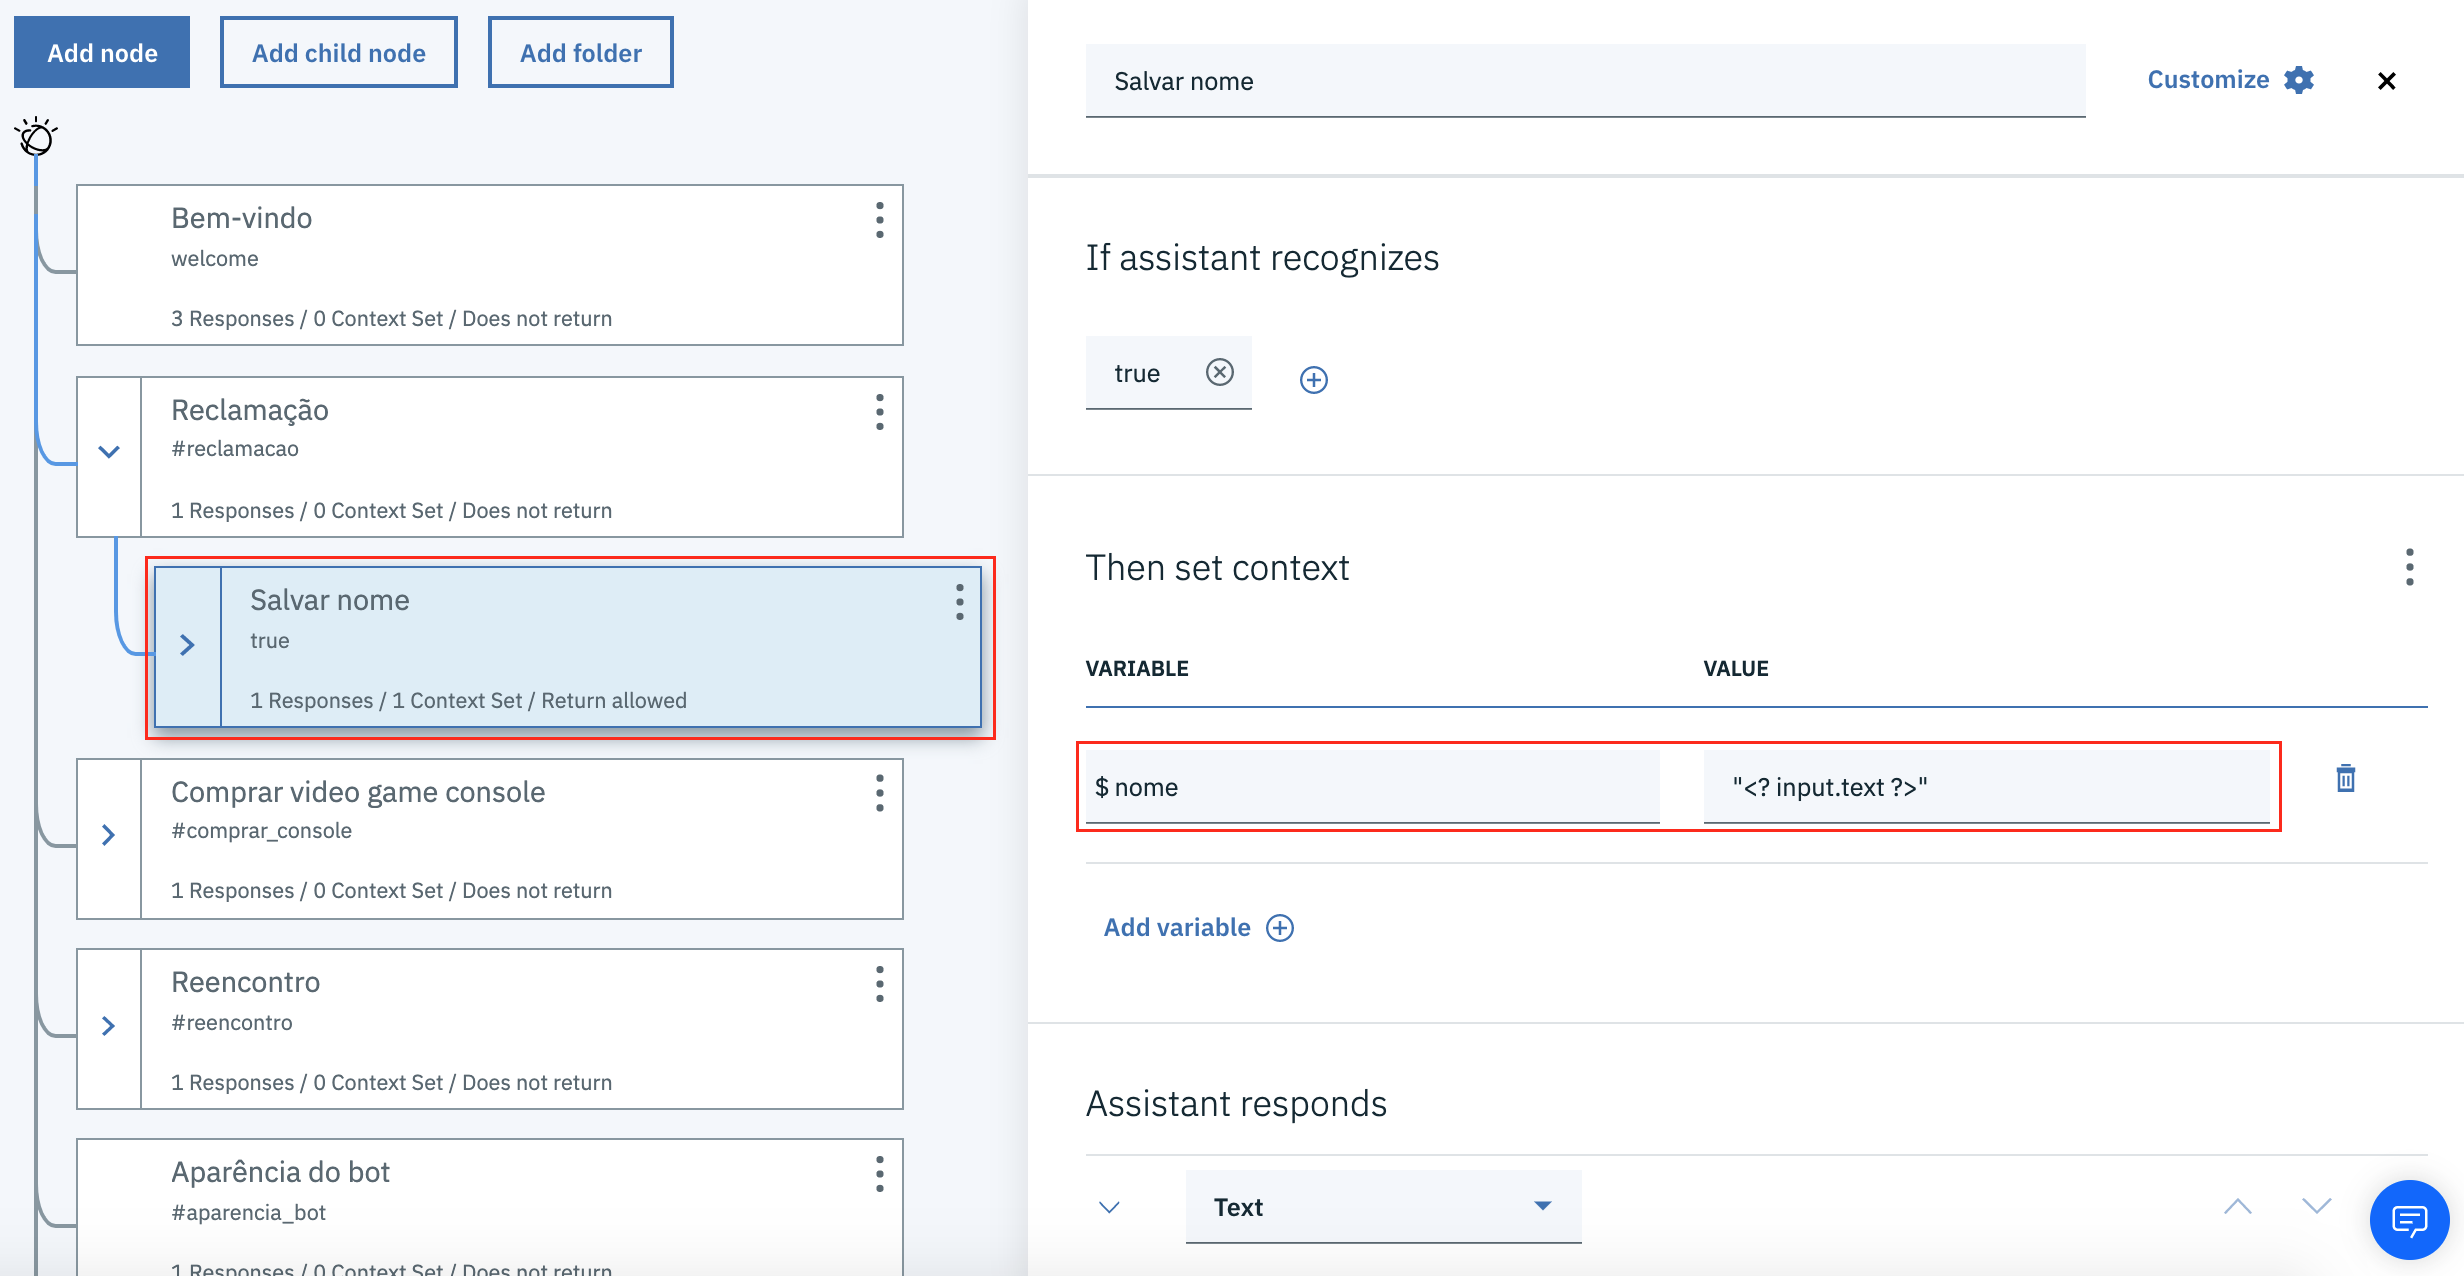 Add node
Add child node
Add folder
Bem-vindo
welcome
3 Responses / 0 Context Set / Does not return
Reclamação
#reclamacao
1 Responses / 0 Context Set / Does not return
Salvar nome
true
1 Responses / 1 Context Set / Return allowed
Comprar video game console
#comprar_console
1 Responses / 0 Context Set / Does not return
Reencontro
#reencontro
1 Responses / 0 Context Set / Does not return
Aparência do bot
#aparencia_bot
1 Responses / 0 Context Set / Does not return
Salvar nome
Customize
If assistant recognizes
true
Then set context
VARIABLE
VALUE
$ nome
"<? input.text ?>"
Add variable
Assistant responds
Text